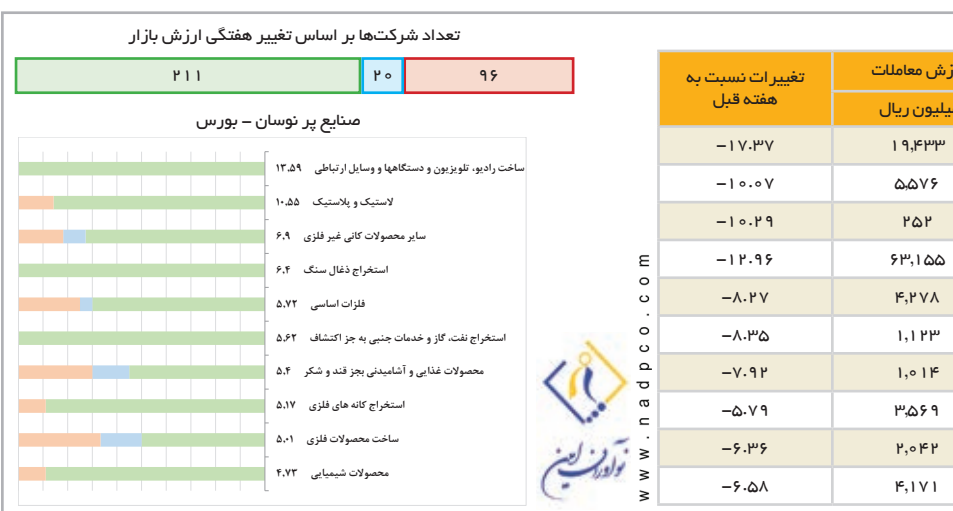 تعداد شرکت‌ها بر اساس تغییر هفتگی ارزش بازار
۹۶ ۲۰ ۲۱۱
صنایع پر نوسان – بورس
ساخت رادیو، تلویزیون و دستگاهها و وسایل ارتباطی ۱۳.۵۹
لاستیک و پلاستیک ۱۰.۵۵
سایر محصولات کانی غیر فلزی ۶.۹
استخراج ذغال سنگ ۶.۴
فلزات اساسی ۵.۷۲
استخراج نفت، گاز و خدمات جنبی به جز اکتشاف ۵.۶۲
محصولات غذایی و آشامیدنی بجز قند و شکر ۵.۴
استخراج کانه های فلزی ۵.۱۷
ساخت محصولات فلزی ۵.۰۱
محصولات شیمیایی ۴.۷۳
نوآوران امین
www.nadpco.com
معاملات
ریال
تغییرات نسبت به
هفته قبل
۱۹,۴۳۳ −۱۷.۳۷
۵,۵۷۶ −۱۰.۰۷
۲۵۲ −۱۰.۲۹
۶۳,۱۵۵ −۱۲.۹۶
۴,۲۷۸ −۸.۲۷
۱,۱۲۳ −۸.۳۵
۱,۰۱۴ −۷.۹۲
۳,۵۶۹ −۵.۷۹
۲,۰۴۲ −۶.۳۶
۴,۱۷۱ −۶.۵۸